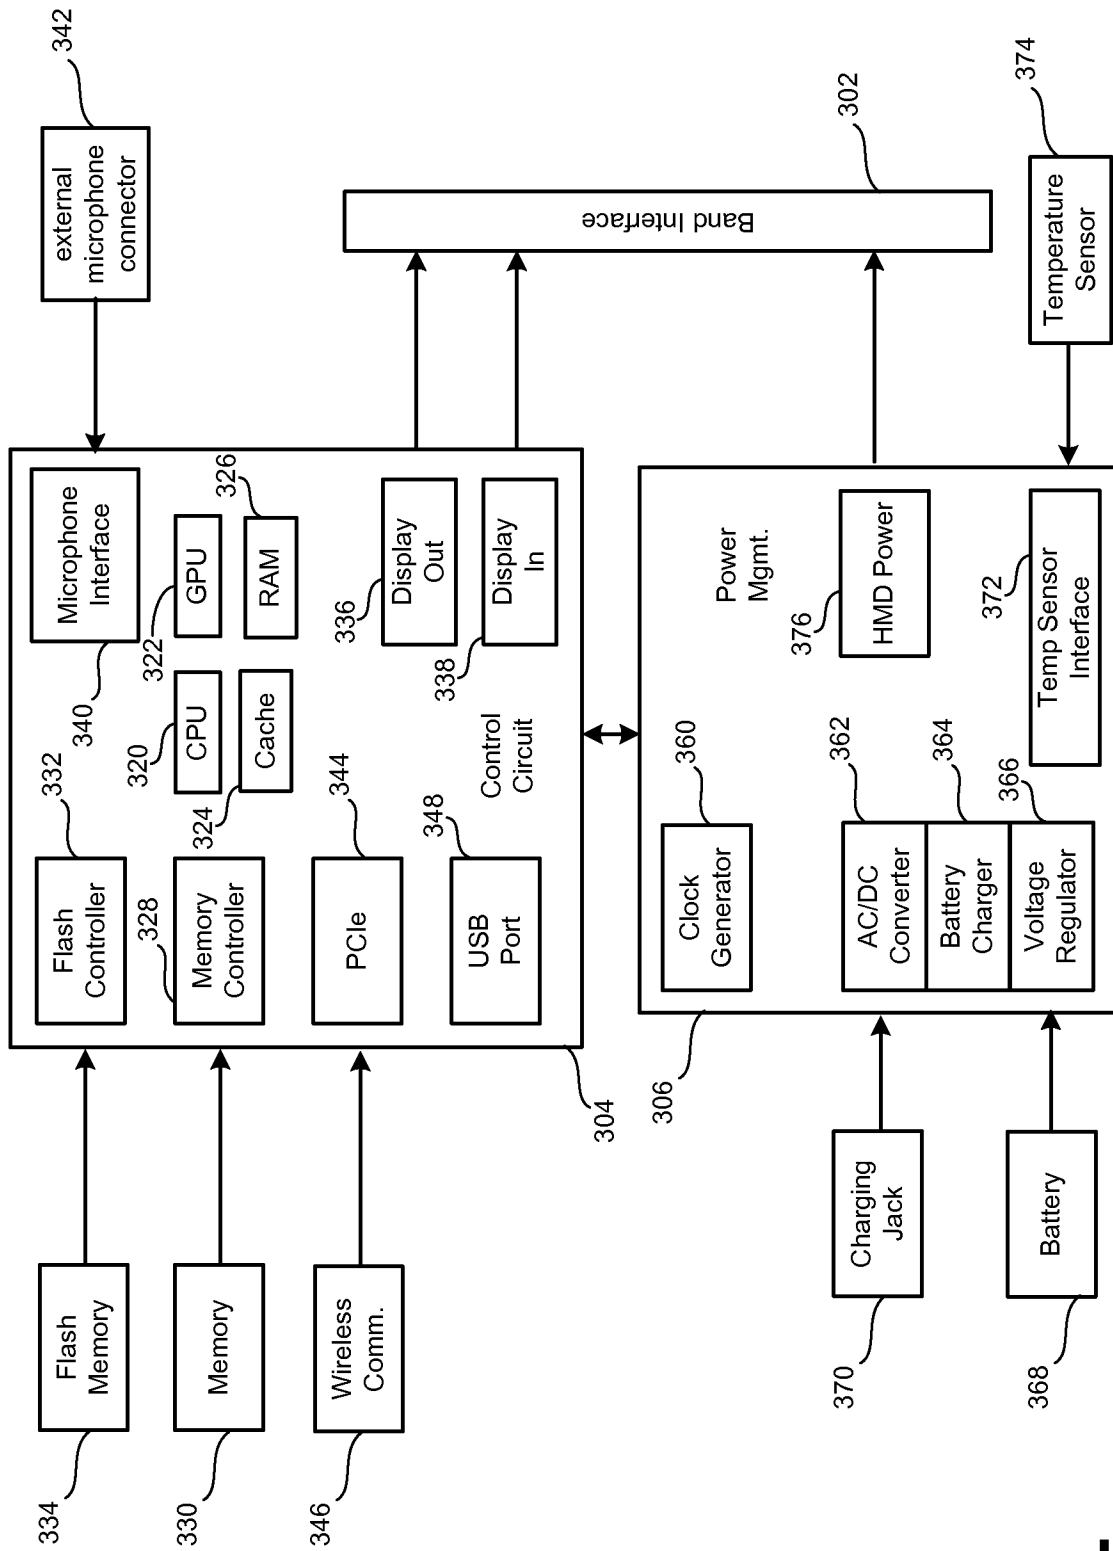 334
Flash
Memory
330
Memory
346
Wireless
Comm.
332
Flash
Controller
328
Memory
Controller
344
PCIe
348
USB
Port
304
340
Microphone
Interface
320
CPU
322
GPU
324
Cache
326
RAM
336
Display
Out
338
Display
In
Control
Circuit
342
external
microphone
connector
302
Band Interface
306
360
Clock
Generator
362
AC/DC
Converter
364
Battery
Charger
366
Voltage
Regulator
Power
Mgmt.
376
HMD Power
372
Temp Sensor
Interface
374
Temperature
Sensor
Charging
Jack
370
Battery
368